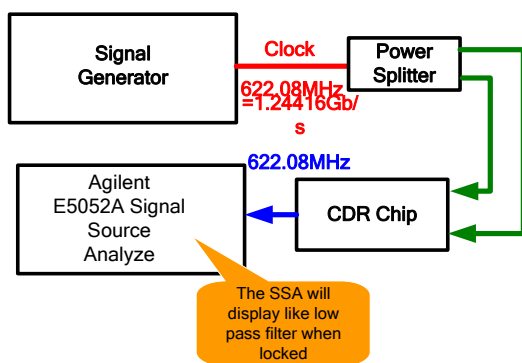 Signal
Generator
Clock
622.08MHz
=1.24416Gb/
s
Power
Splitter
622.08MHz
Agilent
E5052A Signal
Source
Analyze
CDR Chip
The SSA will
display like low
pass filter when
locked